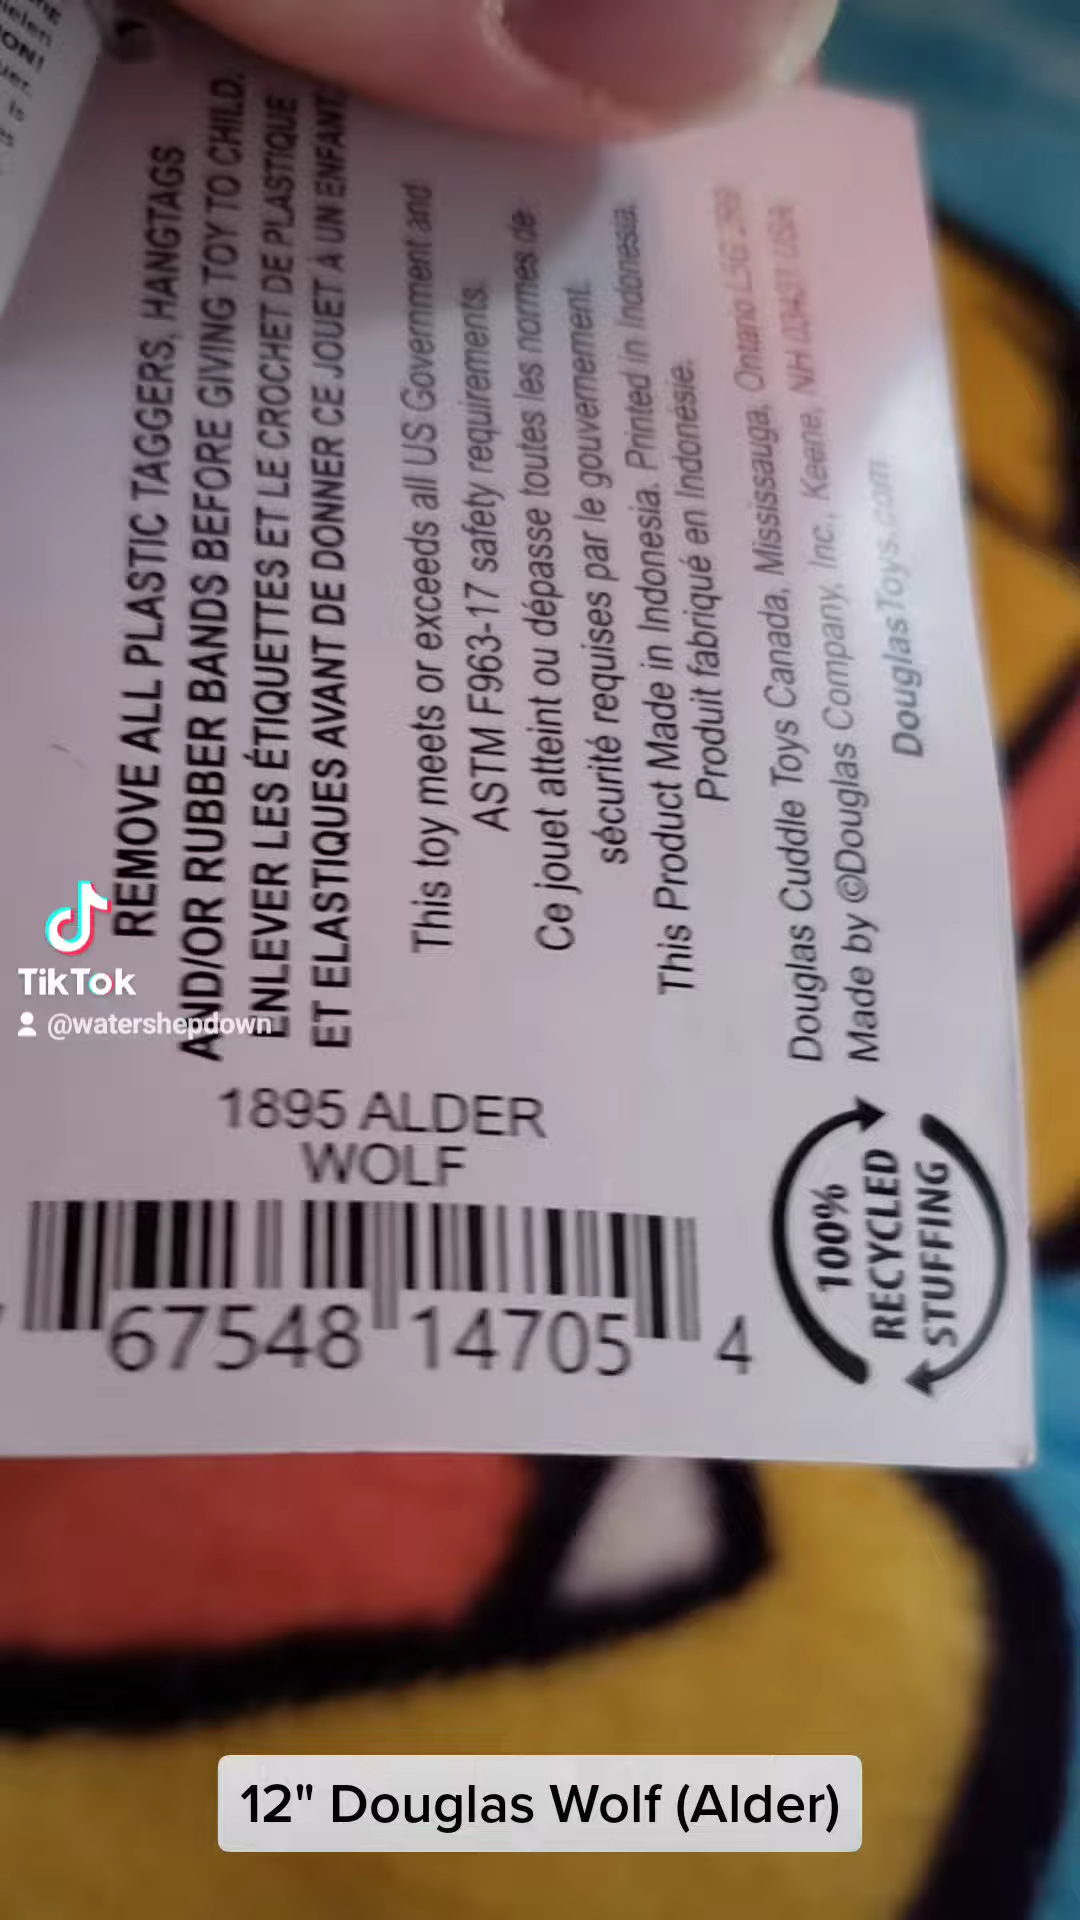 REMOVE ALL PLASTIC TAGGERS, HANGTAGS
AND/OR RUBBER BANDS BEFORE GIVING TOY TO CHILD.
ENLEVER LES ÉTIQUETTES ET LE CROCHET DE PLASTIQUE
ET ELASTIQUES AVANT DE DONNER CE JOUET À UN ENFANT.
This toy meets or exceeds all US Government and
ASTM F963-17 safety requirements.
Ce jouet atteint ou dépasse toutes les normes de
sécurité requises par le gouvernement.
This Product Made in Indonesia. Printed in Indonesia.
Produit fabriqué en Indonésie.
Douglas Cuddle Toys Canada, Mississauga, Ontario L5G
Made by ©Douglas Company, Inc., Keene, NH 03431 USA
DouglasToys.com
TikTok
@watershepdown
1895 ALDER
WOLF
67548 14705 4
100%
RECYCLED
STUFFING
12" Douglas Wolf (Alder)